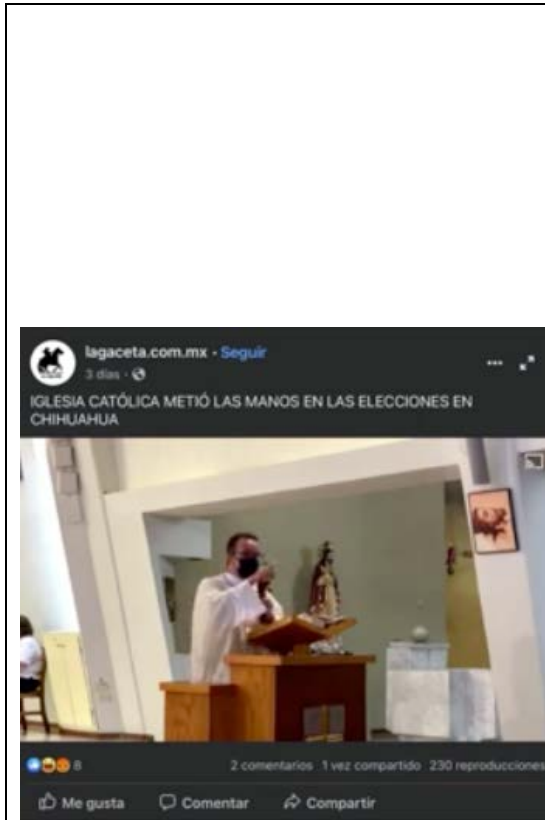 lagaceta.com.mx · Seguir
3 días ·
IGLESIA CATÓLICA METIÓ LAS MANOS EN LAS ELECCIONES EN
CHIHUAHUA
8
2 comentarios 1 vez compartido 230 reproducciones
Me gusta Comentar Compartir